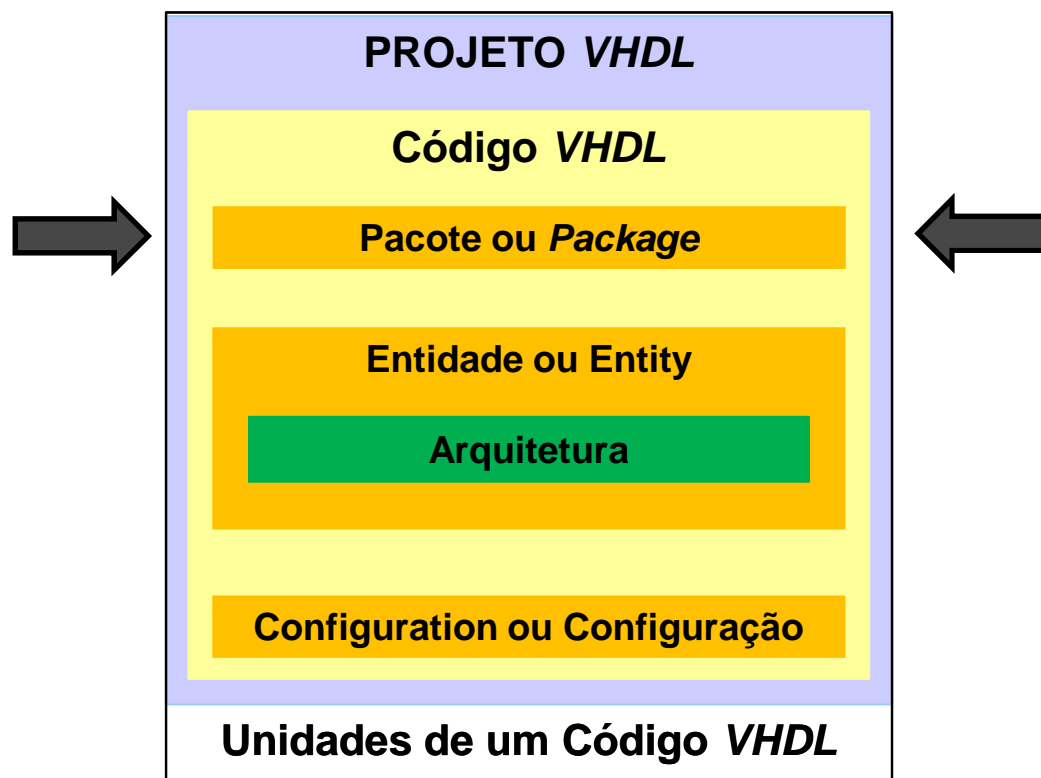 PROJETO VHDL
Código VHDL
Pacote ou Package
Entidade ou Entity
Arquitetura
Configuration ou Configuração
Unidades de um Código VHDL